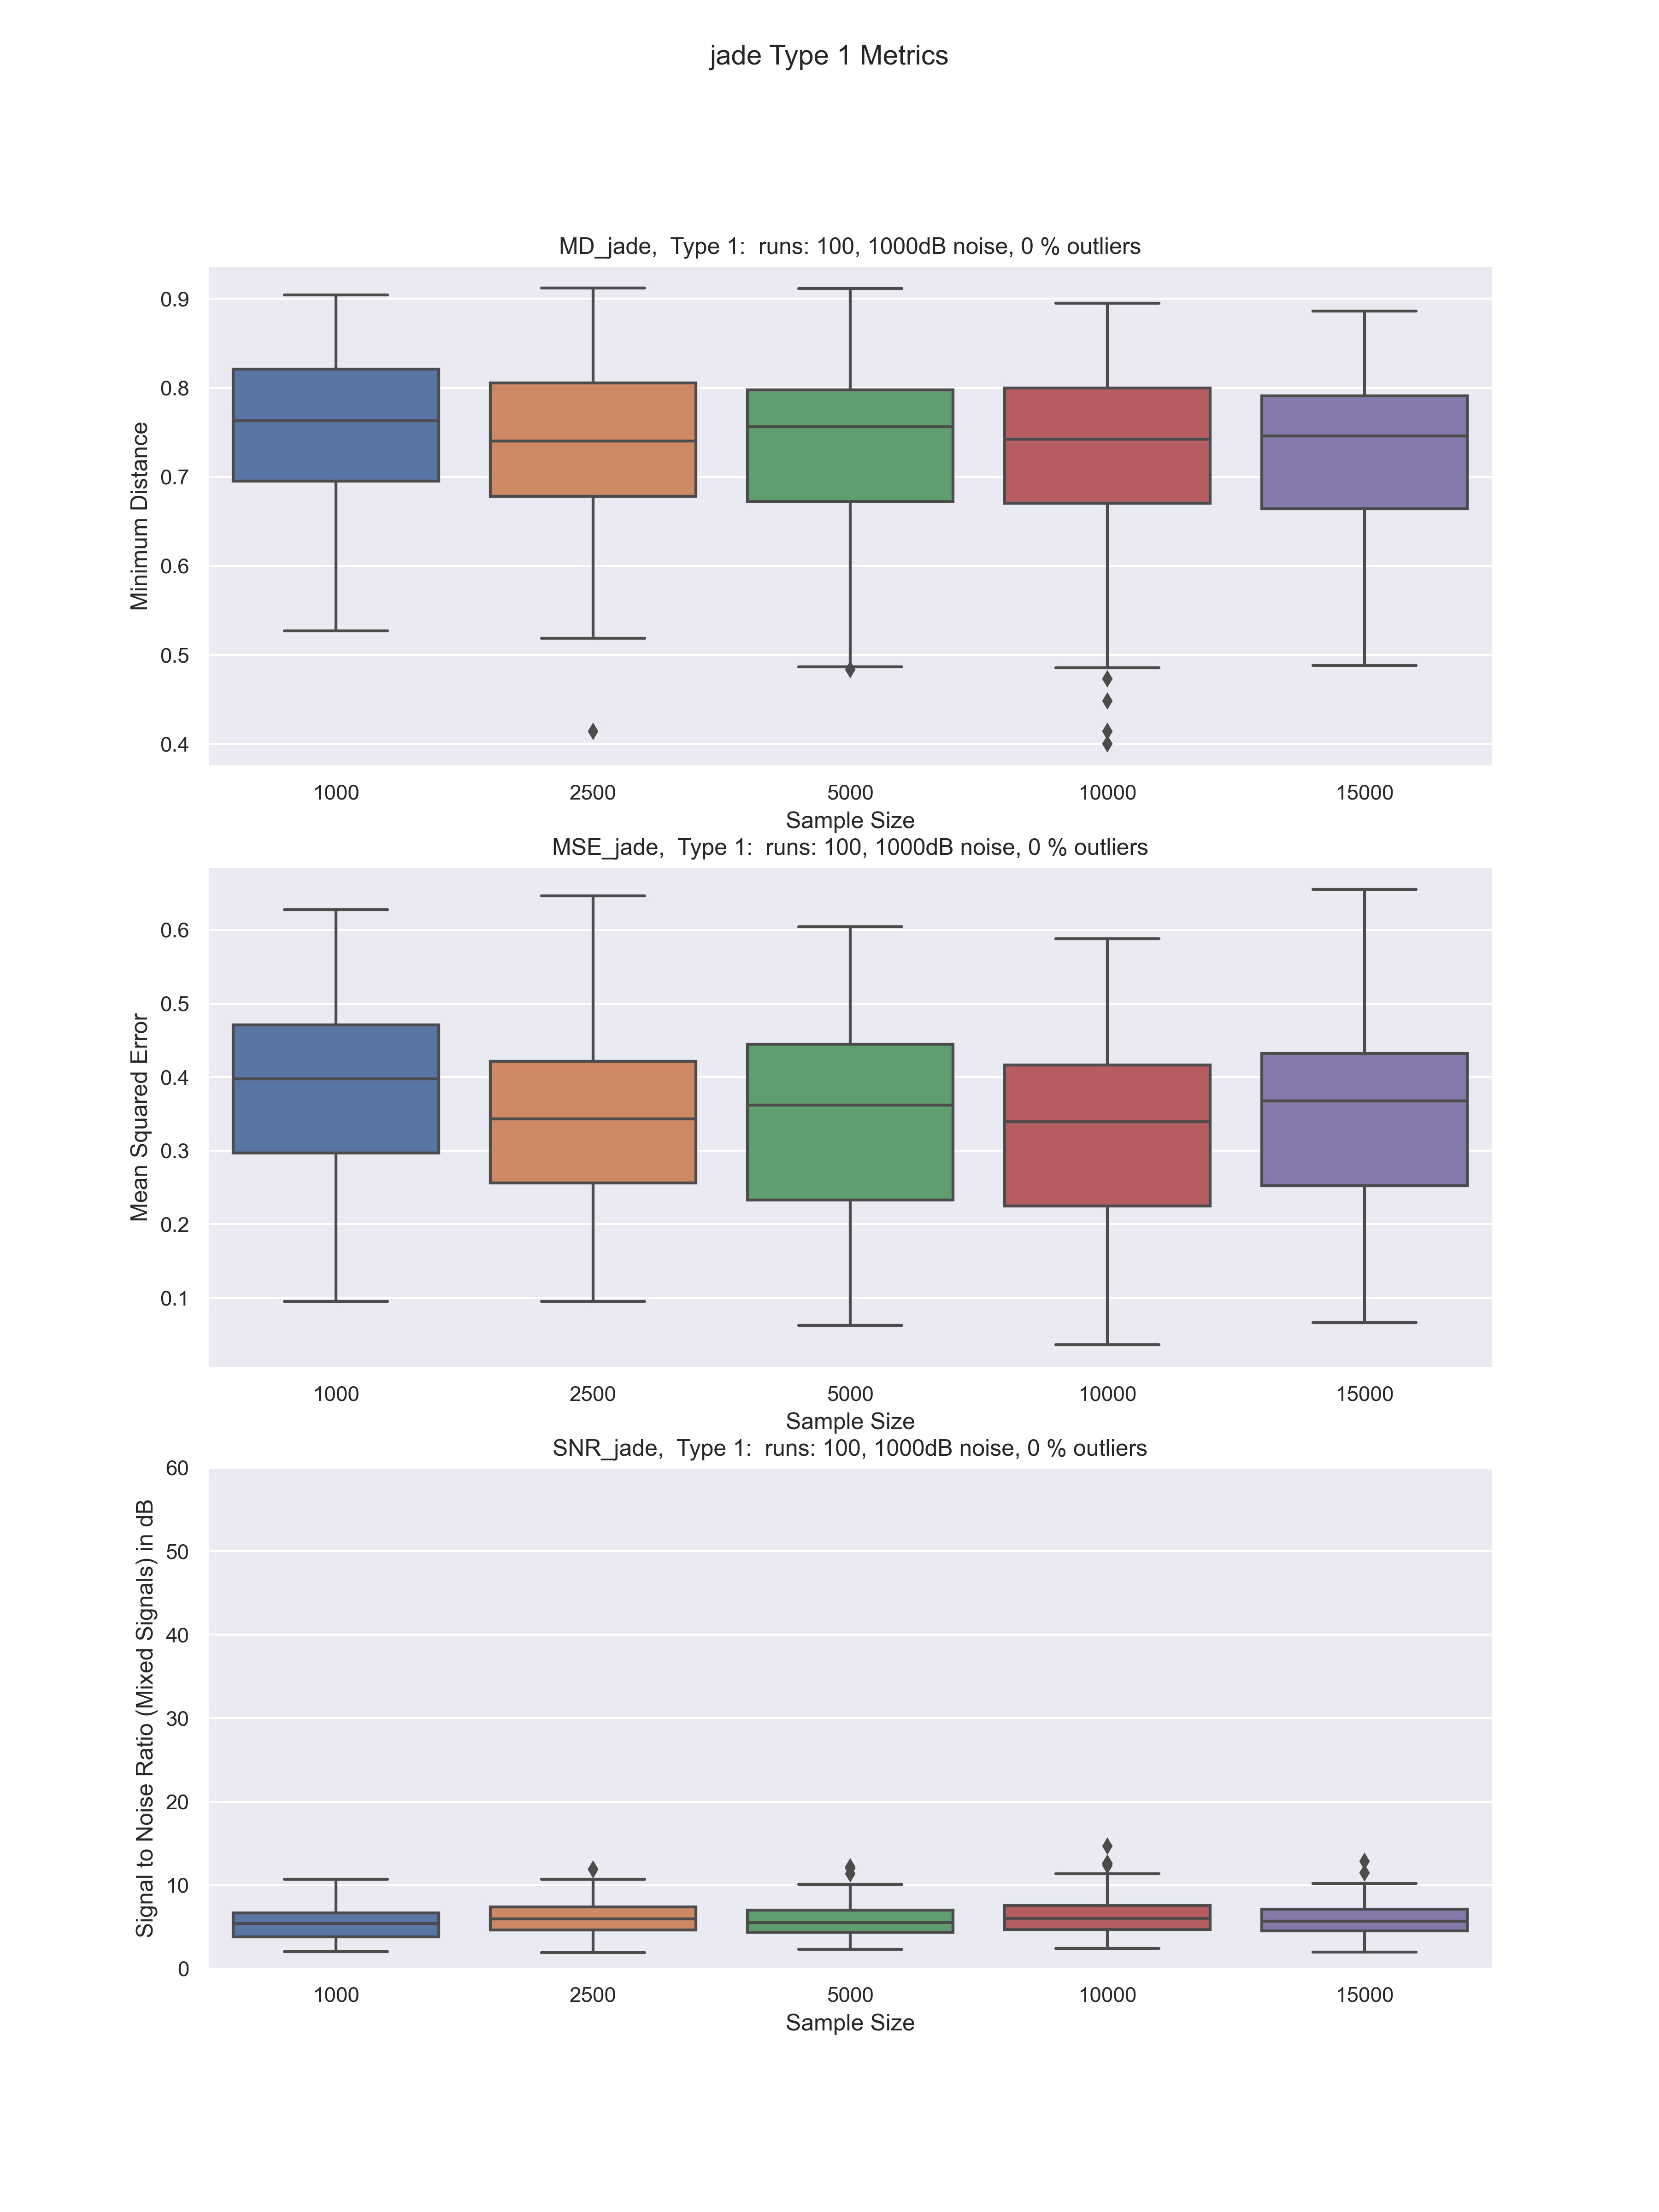 jade Type 1 Metrics
MD_jade,  Type 1:  runs: 100, 1000dB noise, 0 % outliers
Minimum Distance
0.9
0.8
0.7
0.6
0.5
0.4
1000 2500 5000 10000 15000
Sample Size
MSE_jade,  Type 1:  runs: 100, 1000dB noise, 0 % outliers
Mean Squared Error
0.6
0.5
0.4
0.3
0.2
0.1
1000 2500 5000 10000 15000
Sample Size
SNR_jade,  Type 1:  runs: 100, 1000dB noise, 0 % outliers
Signal to Noise Ratio (Mixed Signals) in dB
60
50
40
30
20
10
0
1000 2500 5000 10000 15000
Sample Size